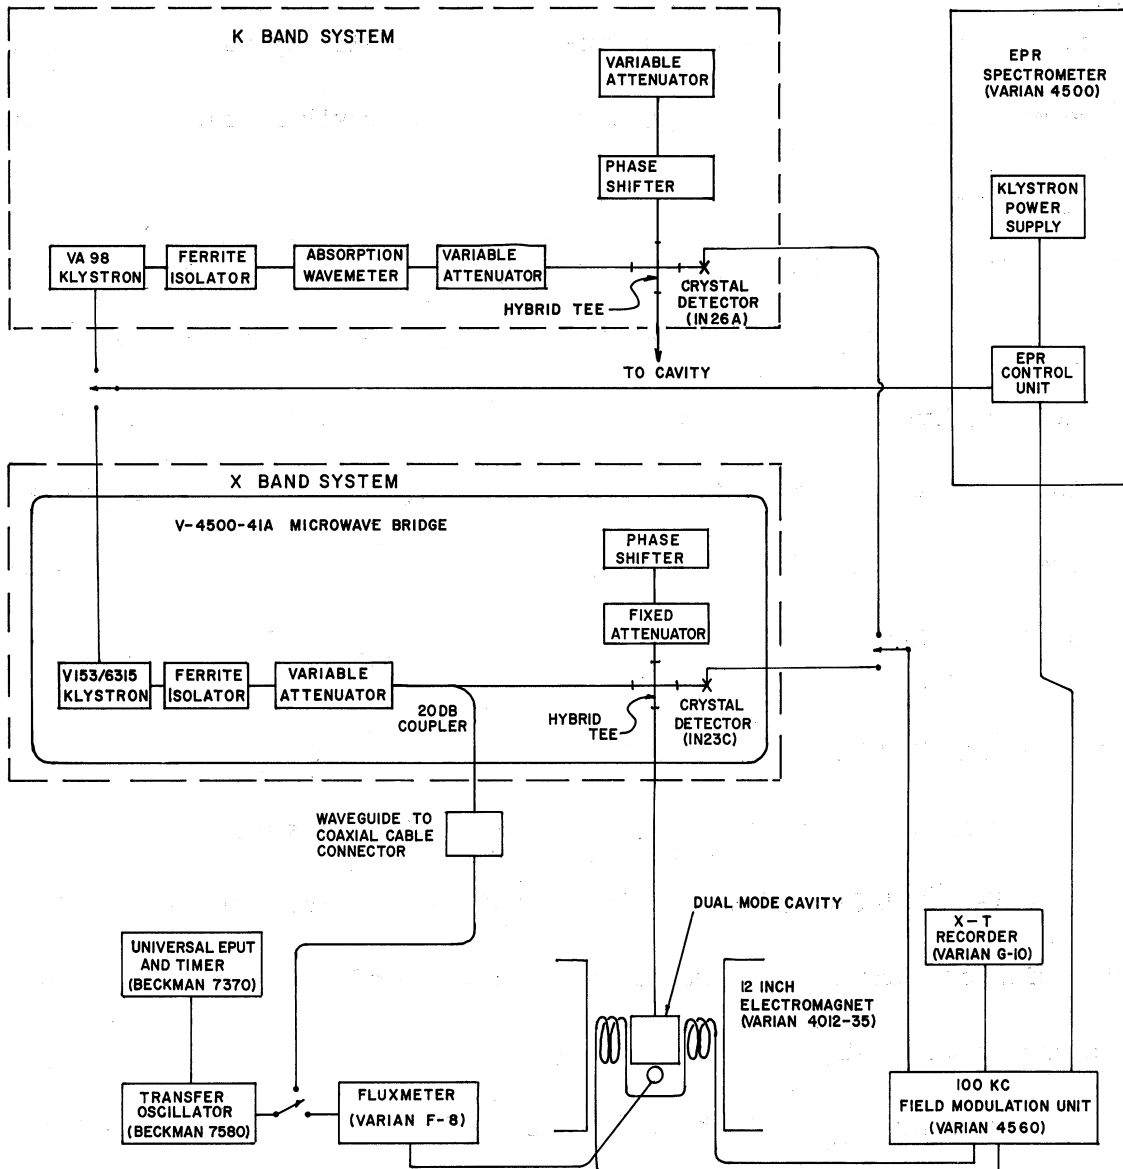 K BAND SYSTEM
VARIABLE
ATTENUATOR
PHASE
SHIFTER
VA 98
KLYSTRON
FERRITE
ISOLATOR
ABSORPTION
WAVEMETER
VARIABLE
ATTENUATOR
HYBRID TEE
CRYSTAL
DETECTOR
(IN26A)
TO CAVITY
EPR
SPECTROMETER
(VARIAN 4500)
KLYSTRON
POWER
SUPPLY
EPR
CONTROL
UNIT
X BAND SYSTEM
V-4500-41A MICROWAVE BRIDGE
PHASE
SHIFTER
FIXED
ATTENUATOR
V153/6315
KLYSTRON
FERRITE
ISOLATOR
VARIABLE
ATTENUATOR
20DB
COUPLER
HYBRID
TEE
CRYSTAL
DETECTOR
(IN23C)
WAVEGUIDE TO
COAXIAL CABLE
CONNECTOR
DUAL MODE CAVITY
UNIVERSAL EPUT
AND TIMER
(BECKMAN 7370)
12 INCH
ELECTROMAGNET
(VARIAN 4012-35)
X-T
RECORDER
(VARIAN G-10)
TRANSFER
OSCILLATOR
(BECKMAN 7580)
FLUXMETER
(VARIAN F-8)
100 KC
FIELD MODULATION UNIT
(VARIAN 4560)